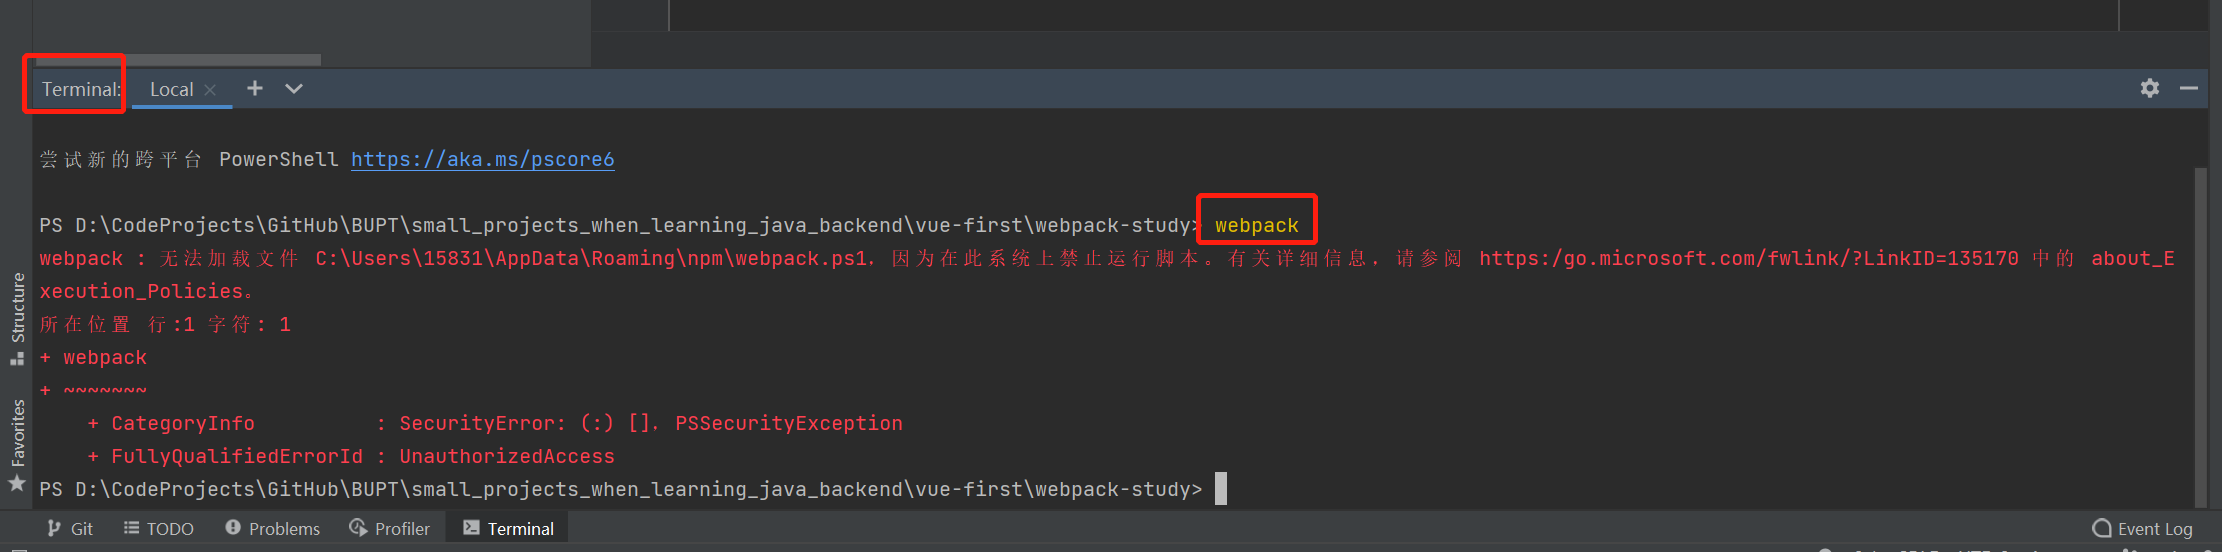 Terminal: Local
尝试新的跨平台 PowerShell https://aka.ms/pscore6
PS D:\CodeProjects\GitHub\BUPT\small_projects_when_learning_java_backend\vue-first\webpack-study> webpack
webpack : 无法加载文件 C:\Users\15831\AppData\Roaming\npm\webpack.ps1，因为在此系统上禁止运行脚本。有关详细信息，请参阅 https:/go.microsoft.com/fwlink/?LinkID=135170 中的 about_E
xecution_Policies。
所在位置 行:1 字符: 1
+ webpack
+ ~~~~~~~
    + CategoryInfo          : SecurityError: (:) []，PSSecurityException
    + FullyQualifiedErrorId : UnauthorizedAccess
PS D:\CodeProjects\GitHub\BUPT\small_projects_when_learning_java_backend\vue-first\webpack-study>
Structure
Favorites
Git TODO Problems Profiler Terminal Event Log